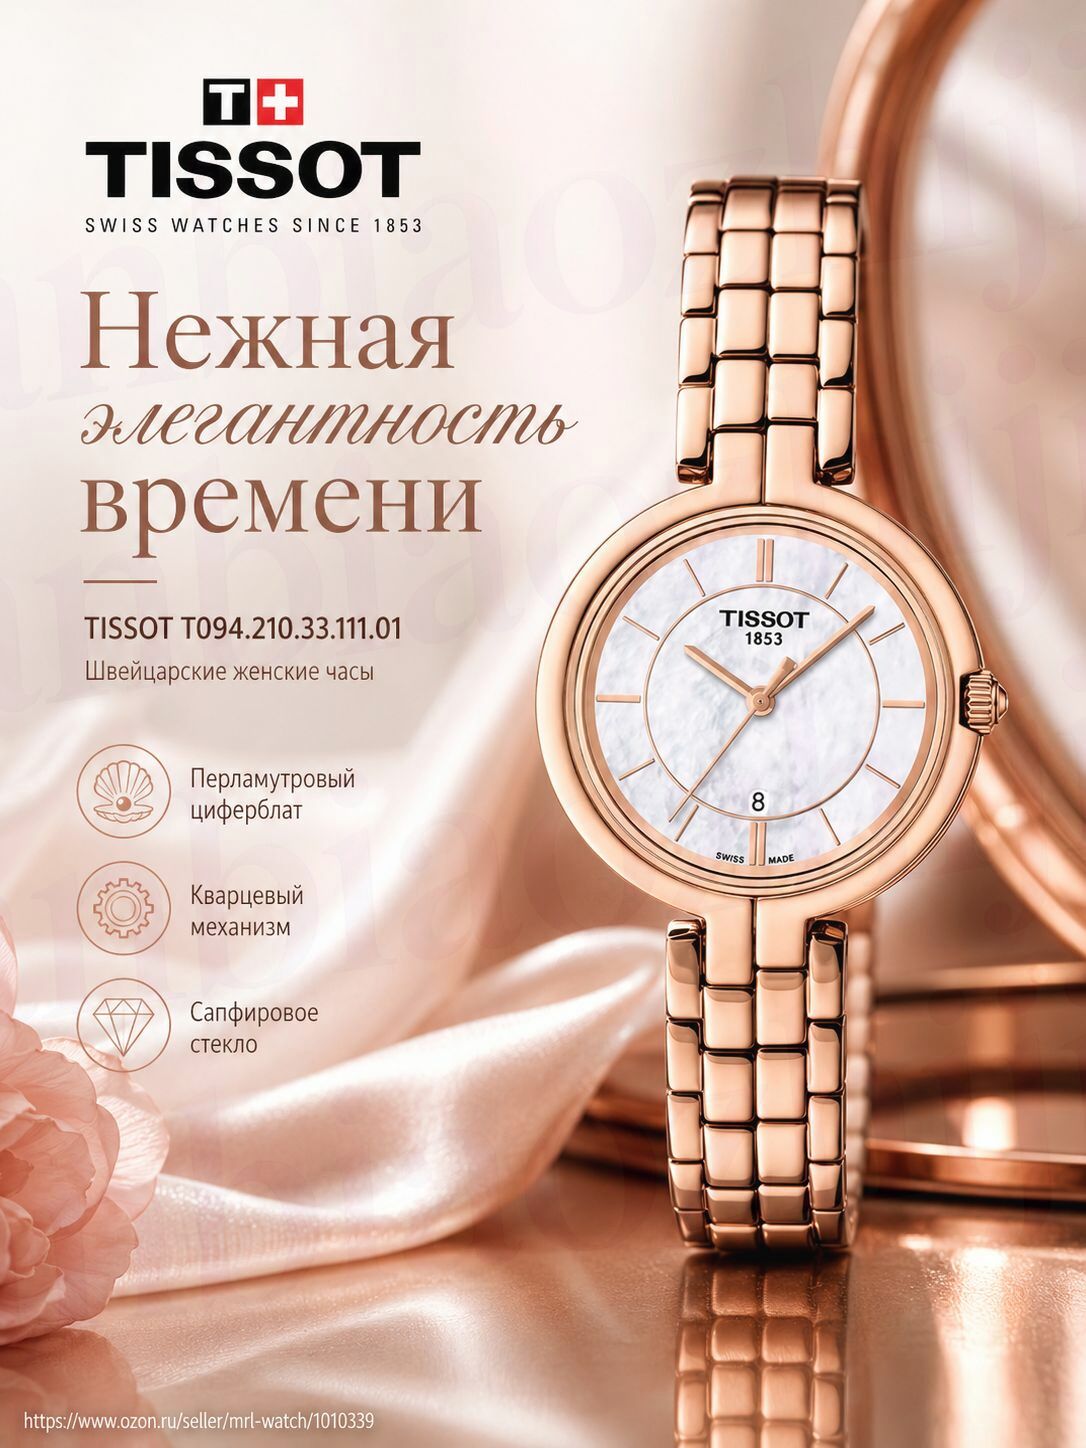 T+
TISSOT
SWISS WATCHES SINCE 1853
Нежная
элегантность
времени
TISSOT T094.210.33.111.01
Швейцарские женские часы
Перламутровый
циферблат
Кварцевый
механизм
Сапфировое
стекло
TISSOT
1853
8
SWISS MADE
https://www.ozon.ru/seller/mrl-watch/1010339